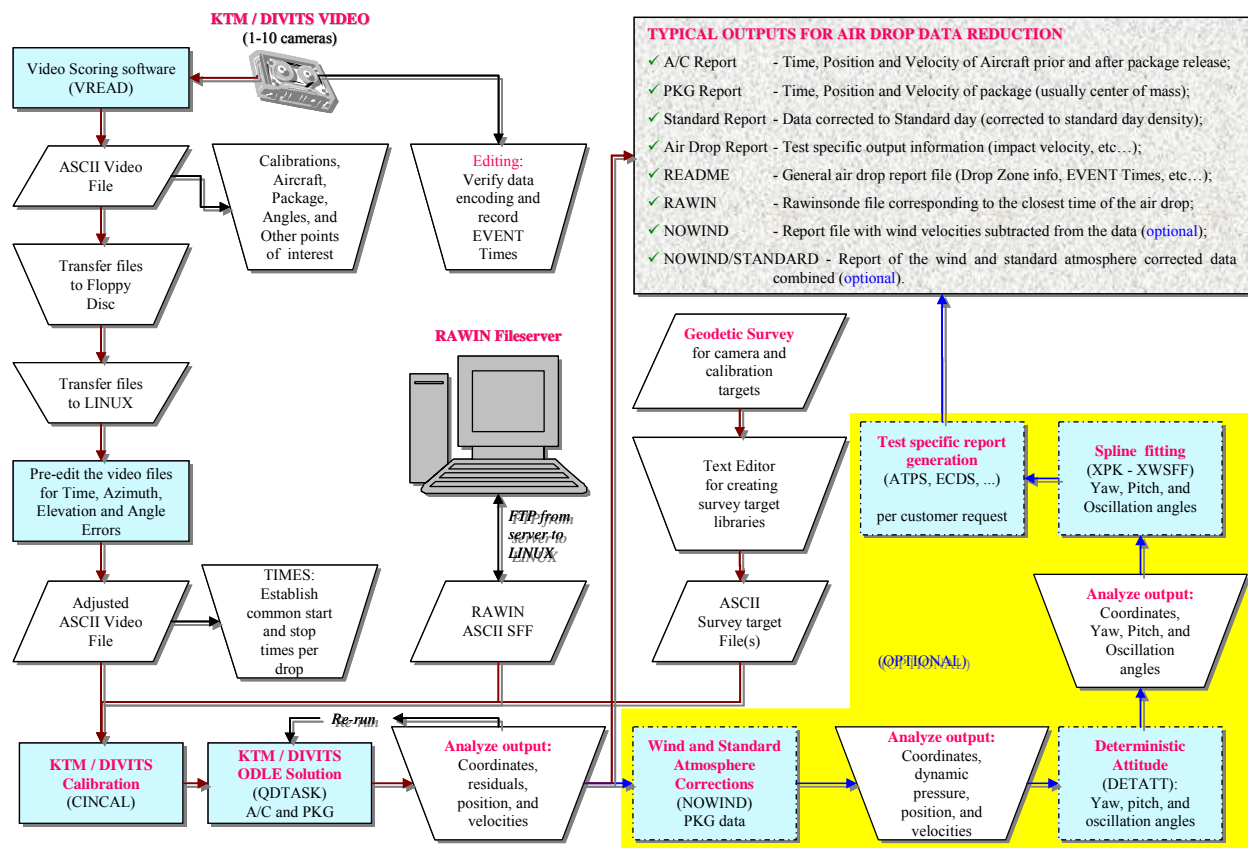 KTM / DIVITS VIDEO
(1-10 cameras)
Video Scoring software
(VREAD)
ASCII Video
File
Calibrations,
Aircraft,
Package,
Angles, and
Other points
of interest
Editing:
Verify data
encoding and
record
EVENT
Times
Transfer files
to Floppy
Disc
Transfer files
to LINUX
Pre-edit the video files
for Time, Azimuth,
Elevation and Angle
Errors
Adjusted
ASCII Video
File
TIMES:
Establish
common start
and stop
times per
drop
RAWIN Fileserver
FTP from
server to
LINUX
RAWIN
ASCII SFF
TYPICAL OUTPUTS FOR AIR DROP DATA REDUCTION
✓ A/C Report - Time, Position and Velocity of Aircraft prior and after package release;
✓ PKG Report - Time, Position and Velocity of package (usually center of mass);
✓ Standard Report - Data corrected to Standard day (corrected to standard day density);
✓ Air Drop Report - Test specific output information (impact velocity, etc…);
✓ README - General air drop report file (Drop Zone info, EVENT Times, etc…);
✓ RAWIN - Rawinsonde file corresponding to the closest time of the air drop;
✓ NOWIND - Report file with wind velocities subtracted from the data (optional);
✓ NOWIND/STANDARD - Report of the wind and standard atmosphere corrected data
combined (optional).
Geodetic Survey
for camera and
calibration
targets
Text Editor
for creating
survey target
libraries
ASCII
Survey target
File(s)
Test specific report
generation
(ATPS, ECDS, ...)
per customer request
Spline fitting
(XPK - XWSFF)
Yaw, Pitch, and
Oscillation angles
Analyze output:
Coordinates,
Yaw, Pitch, and
Oscillation
angles
(OPTIONAL)
Re-run
KTM / DIVITS
Calibration
(CINCAL)
KTM / DIVITS
ODLE Solution
(QDTASK)
A/C and PKG
Analyze output:
Coordinates,
residuals,
position, and
velocities
Wind and Standard
Atmosphere
Corrections
(NOWIND)
PKG data
Analyze output:
Coordinates,
dynamic
pressure,
position, and
velocities
Deterministic
Attitude
(DETATT):
Yaw, pitch, and
oscillation angles